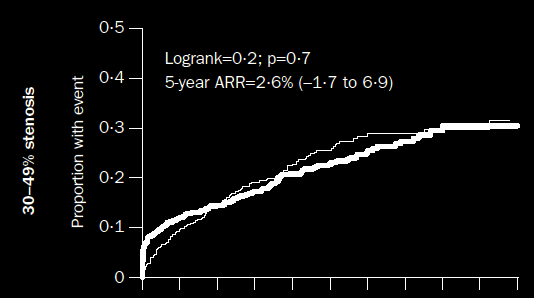 30–49% stenosis
Proportion with event
0·5
0·4
0·3
0·2
0·1
0
Logrank=0·2; p=0·7
5-year ARR=2·6% (–1·7 to 6·9)